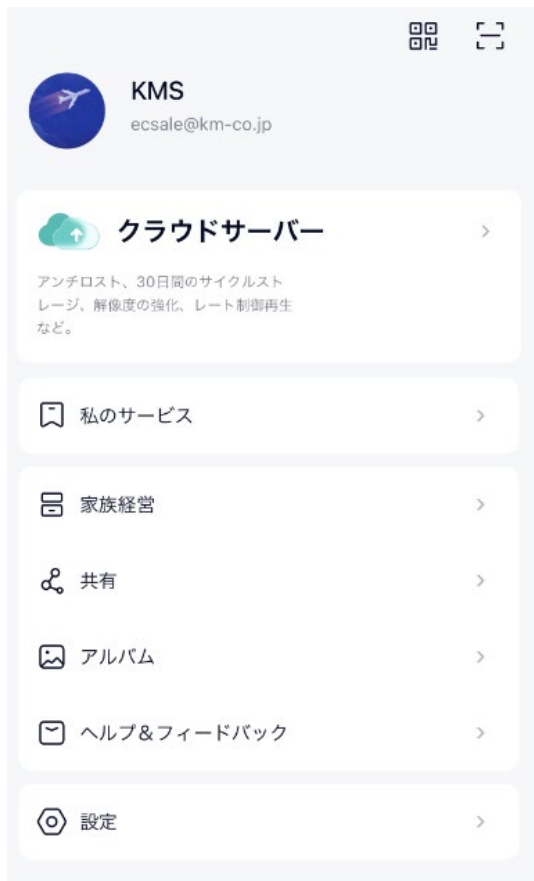 KMS
ecsale@km-co.jp
クラウドサーバー
アンチロスト、30日間のサイクルスト
レージ、解像度の強化、レート制御再生
など。
私のサービス
家族経営
共有
アルバム
ヘルプ&フィードバック
設定